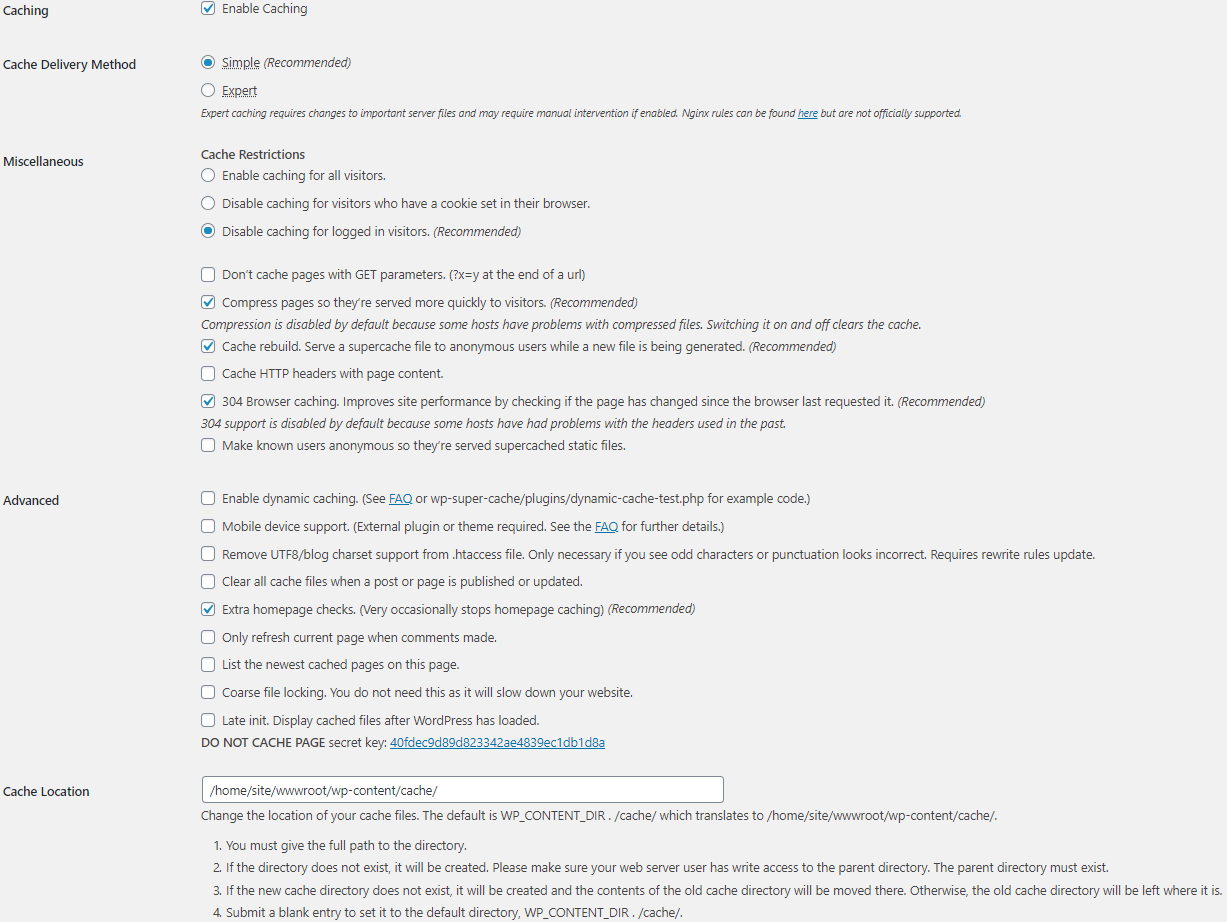 Caching
Enable Caching
Cache Delivery Method
Simple (Recommended)
Expert
Expert caching requires changes to important server files and may require manual intervention if enabled. Nginx rules can be found here but are not officially supported.
Miscellaneous
Cache Restrictions
Enable caching for all visitors.
Disable caching for visitors who have a cookie set in their browser.
Disable caching for logged in visitors. (Recommended)
Don't cache pages with GET parameters. (?x=y at the end of a url)
Compress pages so they're served more quickly to visitors. (Recommended)
Compression is disabled by default because some hosts have problems with compressed files. Switching it on and off clears the cache.
Cache rebuild. Serve a supercache file to anonymous users while a new file is being generated. (Recommended)
Cache HTTP headers with page content.
304 Browser caching. Improves site performance by checking if the page has changed since the browser last requested it. (Recommended)
304 support is disabled by default because some hosts have had problems with the headers used in the past.
Make known users anonymous so they're served supercached static files.
Advanced
Enable dynamic caching. (See FAQ or wp-super-cache/plugins/dynamic-cache-test.php for example code.)
Mobile device support. (External plugin or theme required. See the FAQ for further details.)
Remove UTF8/blog charset support from .htaccess file. Only necessary if you see odd characters or punctuation looks incorrect. Requires rewrite rules update.
Clear all cache files when a post or page is published or updated.
Extra homepage checks. (Very occasionally stops homepage caching) (Recommended)
Only refresh current page when comments made.
List the newest cached pages on this page.
Coarse file locking. You do not need this as it will slow down your website.
Late init. Display cached files after WordPress has loaded.
DO NOT CACHE PAGE secret key: 40fdec9d89d823342ae4839ec1db1d8a
Cache Location
/home/site/wwwroot/wp-content/cache/
Change the location of your cache files. The default is WP_CONTENT_DIR . /cache/ which translates to /home/site/wwwroot/wp-content/cache/.
1. You must give the full path to the directory.
2. If the directory does not exist, it will be created. Please make sure your web server user has write access to the parent directory. The parent directory must exist.
3. If the new cache directory does not exist, it will be created and the contents of the old cache directory will be moved there. Otherwise, the old cache directory will be left where it is.
4. Submit a blank entry to set it to the default directory, WP_CONTENT_DIR . /cache/.